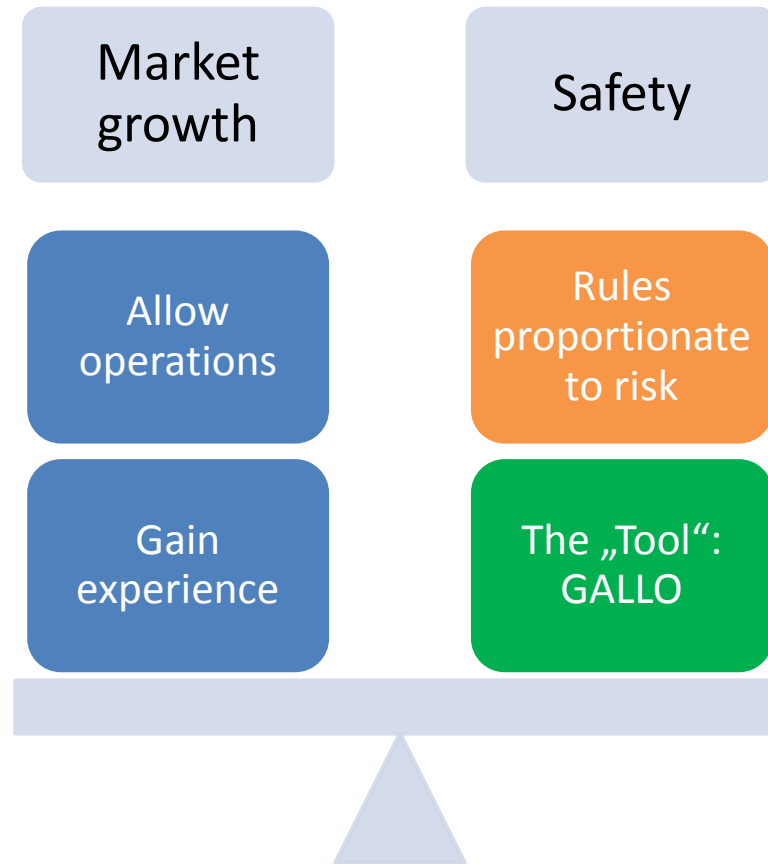 Market
growth
Safety
Allow
operations
Rules
proportionate
to risk
Gain
experience
The „Tool“:
GALLO